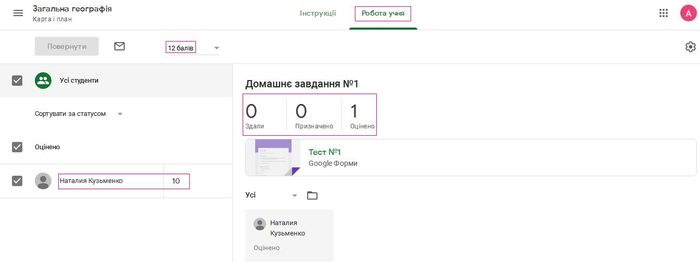 Загальна географія
Карта і план
Інструкції
Робота учня
A
Повернути
12 балів
Усі студенти
Сортувати за статусом
Оцінено
Наталия Кузьменко
10
Домашнє завдання №1
0
Здали
0
Призначено
1
Оцінено
Тест №1
Google Форми
Усі
Наталия
Кузьменко
Оцінено